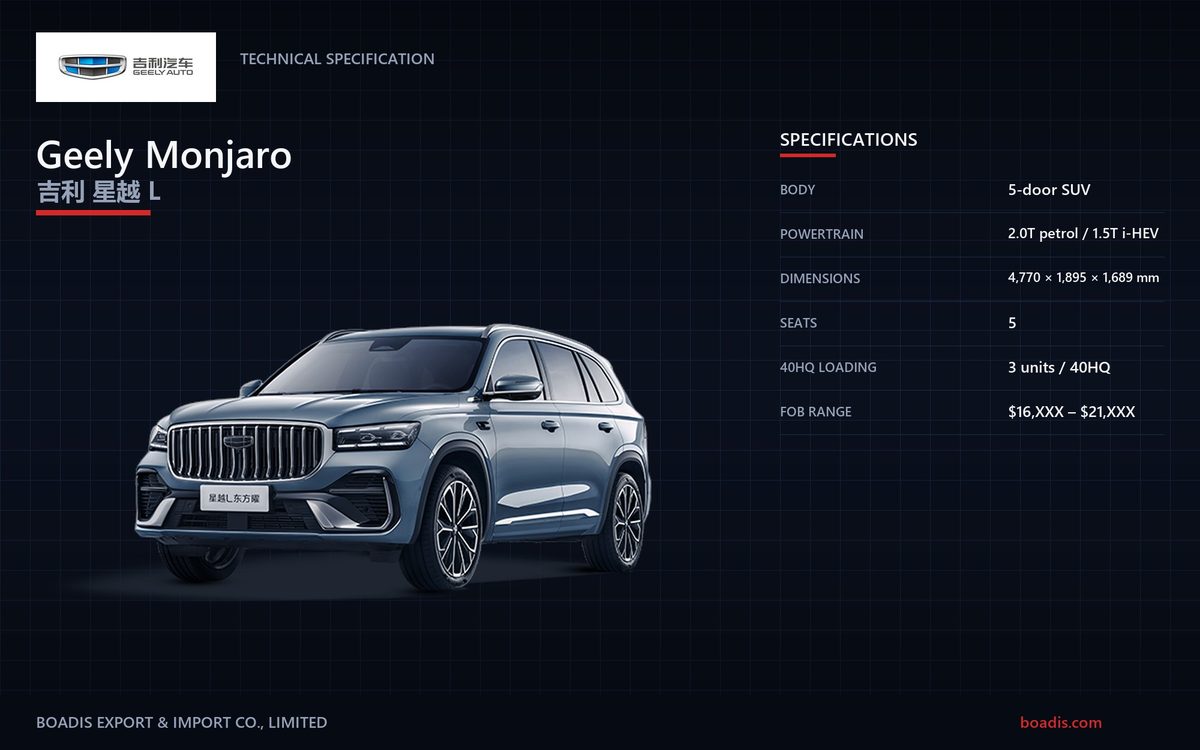 吉利汽车
GEELY AUTO
TECHNICAL SPECIFICATION
Geely Monjaro
吉利 星越 L
星越L东方曜
SPECIFICATIONS
BODY 5-door SUV
POWERTRAIN 2.0T petrol / 1.5T i-HEV
DIMENSIONS 4,770 × 1,895 × 1,689 mm
SEATS 5
40HQ LOADING 3 units / 40HQ
FOB RANGE $16,XXX – $21,XXX
BOADIS EXPORT & IMPORT CO., LIMITED
boadis.com